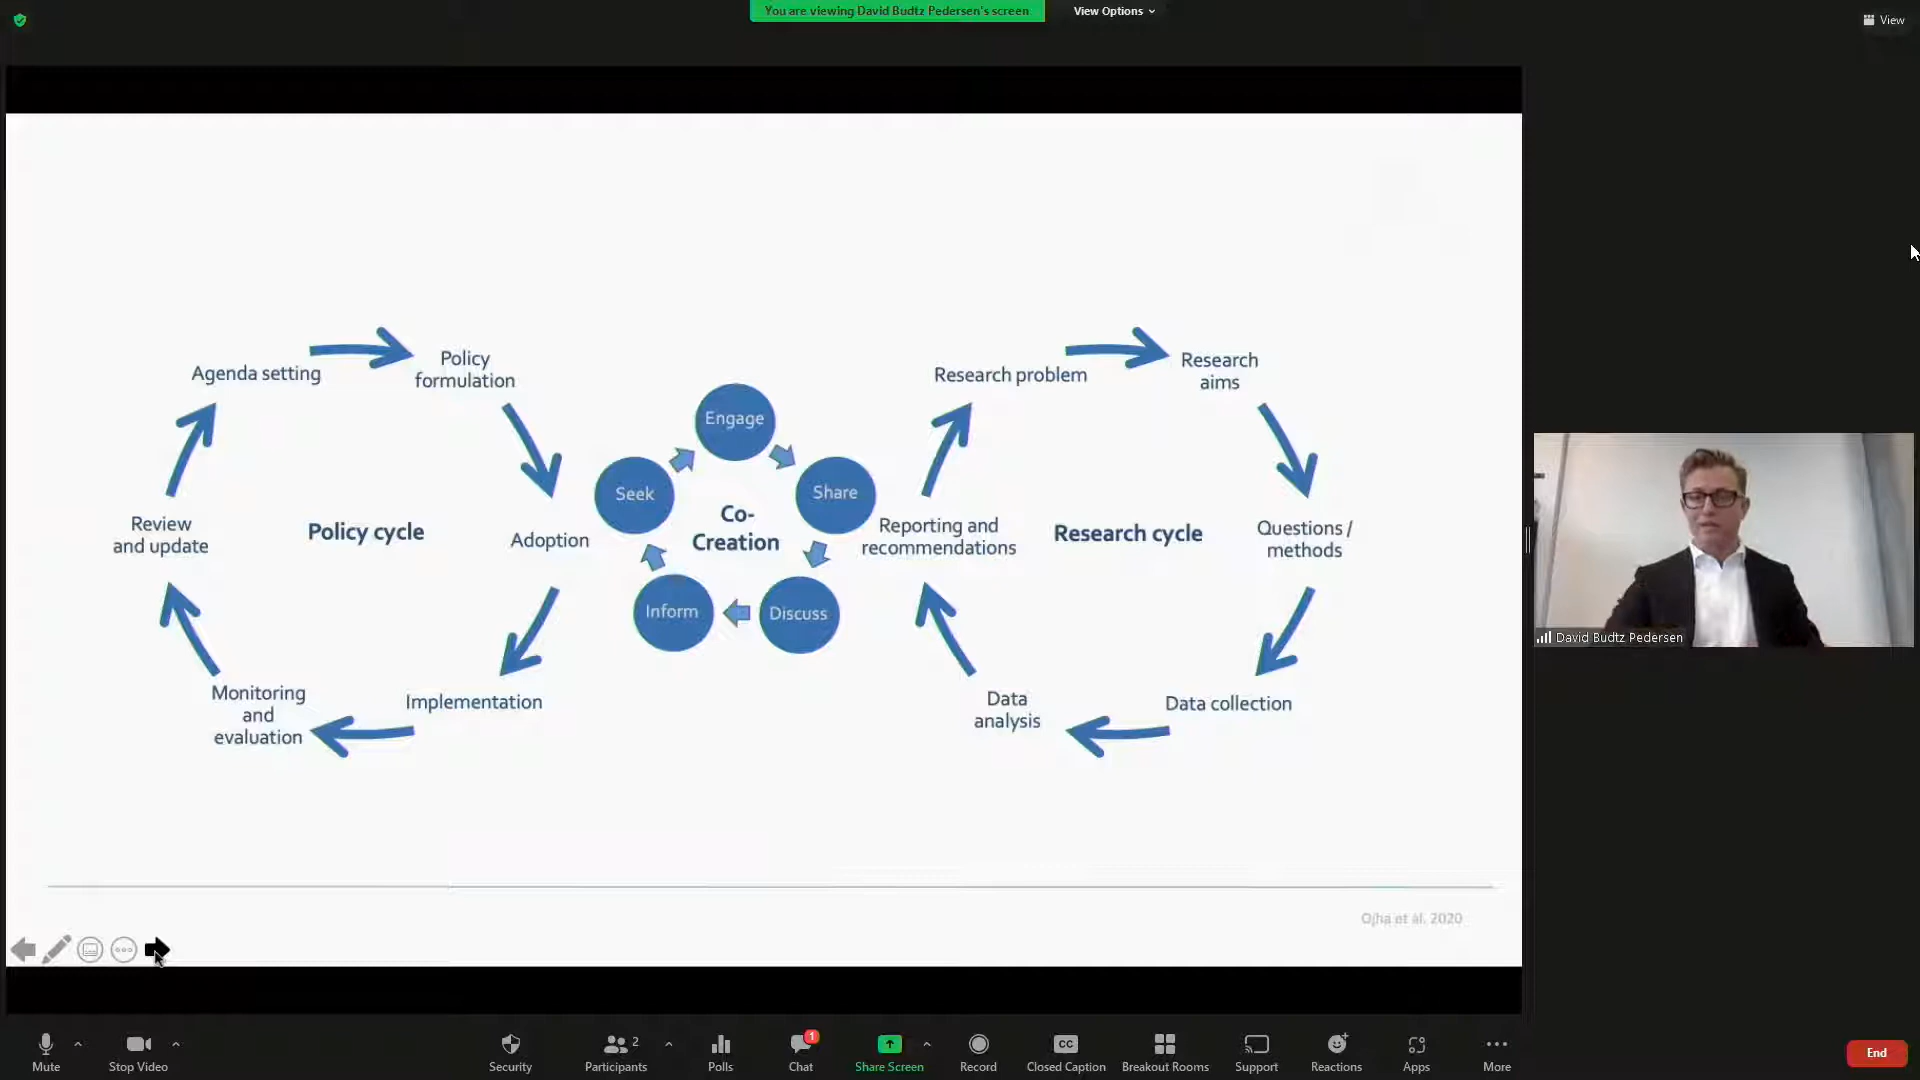 You are viewing David Budtz Pedersen's screen
View Options
View
Agenda setting
Policy
formulation
Adoption
Implementation
Monitoring
and
evaluation
Review
and update
Policy cycle
Engage
Share
Discuss
Inform
Seek
Co-
Creation
Research problem
Research
aims
Questions /
methods
Data collection
Data
analysis
Reporting and
recommendations
Research cycle
Ojha et al. 2020
David Budtz Pedersen
Mute
Stop Video
Security
2
Participants
Polls
1
Chat
Share Screen
Record
CC
Closed Caption
Breakout Rooms
Support
Reactions
Apps
More
End